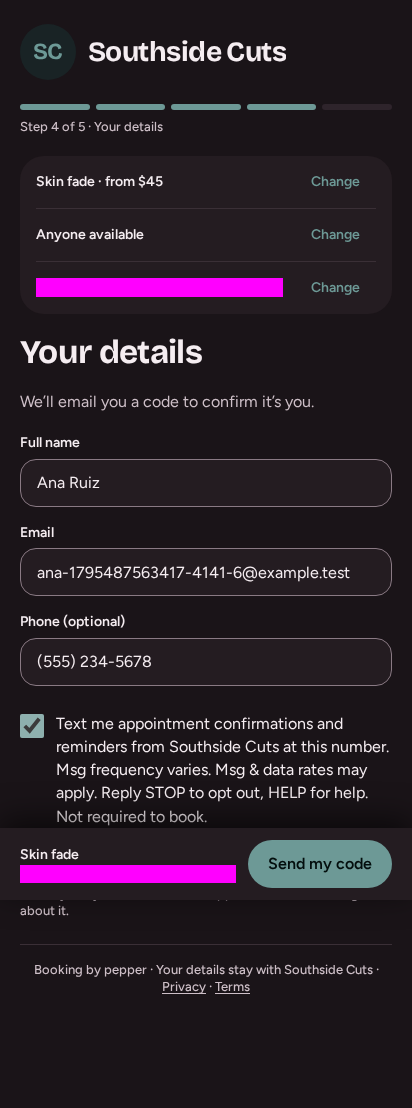 SC
Southside Cuts
Step 4 of 5 · Your details
Skin fade · from $45
Change
Anyone available
Change
Change
Your details
We’ll email you a code to confirm it’s you.
Full name
Ana Ruiz
Email
ana-1795487563417-4141-6@example.test
Phone (optional)
(555) 234-5678
Text me appointment confirmations and
reminders from Southside Cuts at this number.
Msg frequency varies. Msg & data rates may
apply. Reply STOP to opt out, HELP for help.
Not required to book.
Skin fade
Send my code
about it.
Booking by pepper · Your details stay with Southside Cuts ·
Privacy · Terms